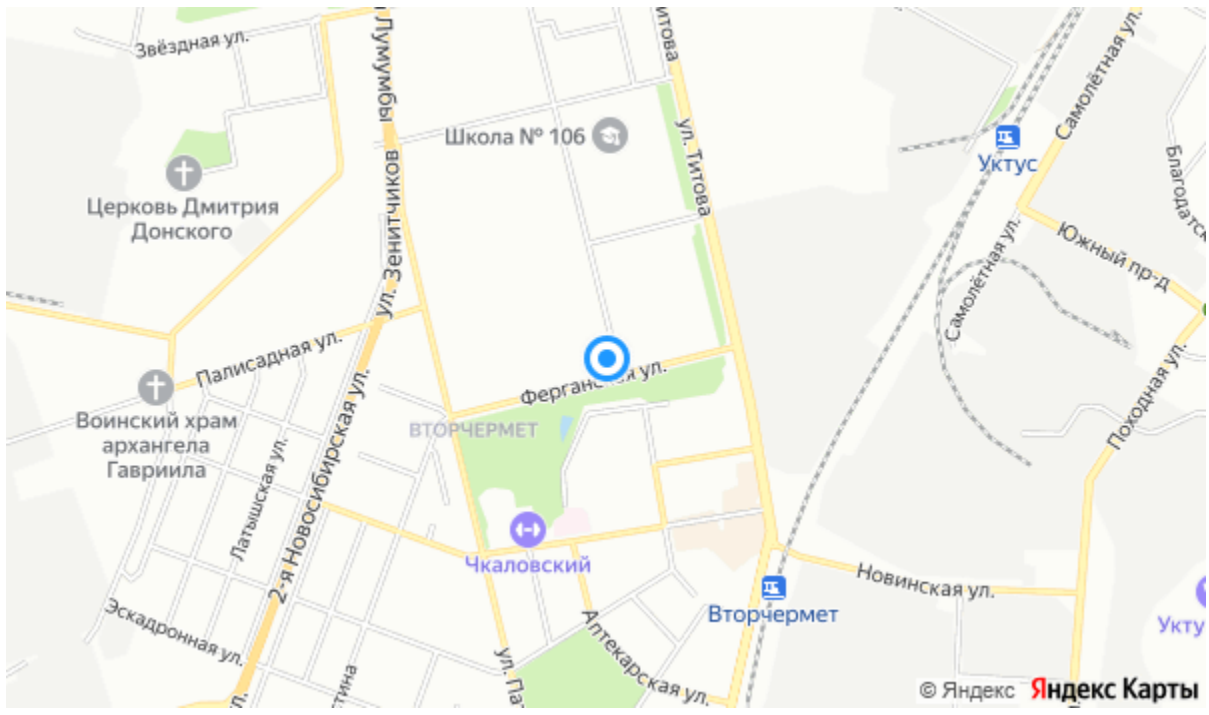 Звёздная ул.
Лумумбы
Титова
Самолётная ул.
Школа № 106
ул. Титова
Уктус
ул. Зенитчиков
Церковь Дмитрия
Донского
Южный пр-д
Самолётная ул.
Палисадная ул.
Ферганская ул.
Походная ул.
Воинский храм
архангела
Гавриила
ВТОРЧЕРМЕТ
Латышская ул.
2-я Новосибирская ул.
Чкаловский
Новинская ул.
Вторчермет
Эскадронная ул.
Аптекарская ул.
© Яндекс Яндекс Карты